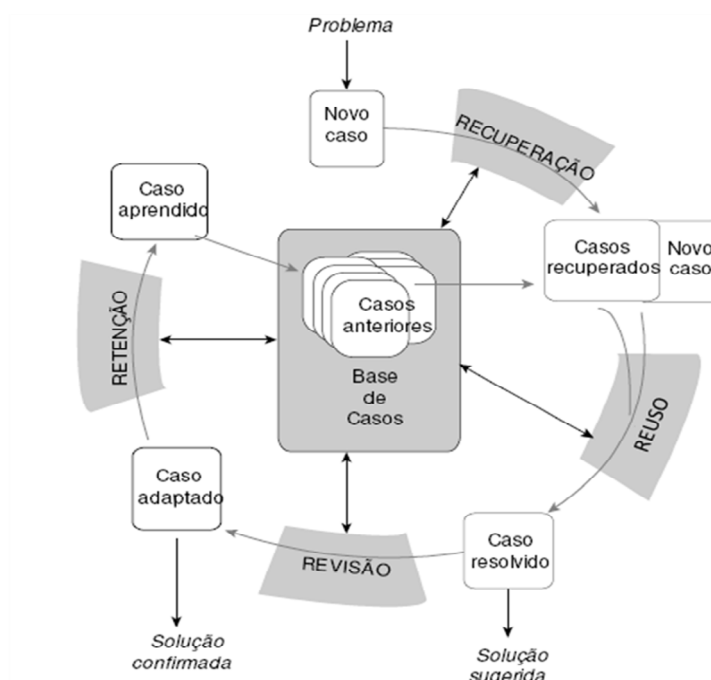 Problema
Novo
caso
RECUPERAÇÃO
Caso
aprendido
Casos
recuperados
Novo
caso
Casos
anteriores
RETENÇÃO
Base
de
Casos
REUSO
Caso
adaptado
Caso
resolvido
REVISÃO
Solução
confirmada
Solução
sugerida